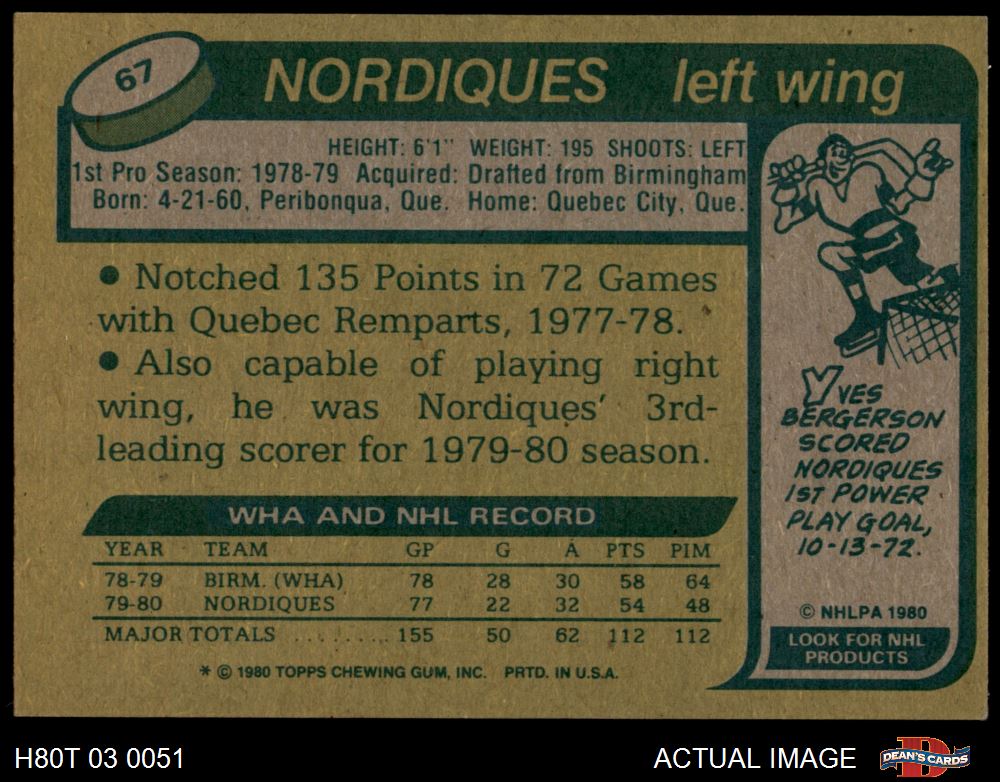 67
NORDIQUES left wing
HEIGHT: 6'1" WEIGHT: 195 SHOOTS: LEFT
1st Pro Season: 1978-79 Acquired: Drafted from Birmingham
Born: 4-21-60, Peribonqua, Que. Home: Quebec City, Que.
● Notched 135 Points in 72 Games
with Quebec Remparts, 1977-78.
● Also capable of playing right
wing, he was Nordiques' 3rd-
leading scorer for 1979-80 season.
YVES
BERGERSON
SCORED
NORDIQUES
1ST POWER
PLAY GOAL,
10-13-72.
WHA AND NHL RECORD
YEAR TEAM GP G A PTS PIM
78-79 BIRM. (WHA) 78 28 30 58 64
79-80 NORDIQUES 77 22 32 54 48
MAJOR TOTALS ......... 155 50 62 112 112
* © 1980 TOPPS CHEWING GUM, INC. PRTD. IN U.S.A.
© NHLPA 1980
LOOK FOR NHL
PRODUCTS
H80T 03 0051
ACTUAL IMAGE
DEAN'S CARDS